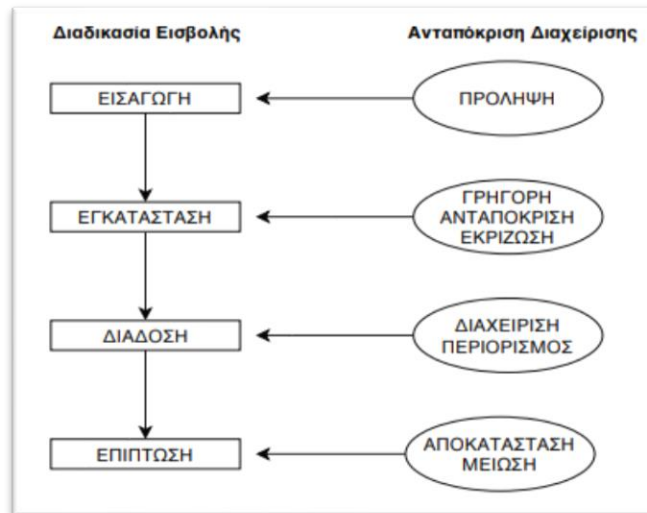 Διαδικασία Εισβολής
Ανταπόκριση Διαχείρισης
ΕΙΣΑΓΩΓΗ
ΠΡΟΛΗΨΗ
ΕΓΚΑΤΑΣΤΑΣΗ
ΓΡΗΓΟΡΗ
ΑΝΤΑΠΟΚΡΙΣΗ
ΕΚΡΙΖΩΣΗ
ΔΙΑΔΟΣΗ
ΔΙΑΧΕΙΡΙΣΗ
ΠΕΡΙΟΡΙΣΜΟΣ
ΕΠΙΠΤΩΣΗ
ΑΠΟΚΑΤΑΣΤΑΣΗ
ΜΕΙΩΣΗ